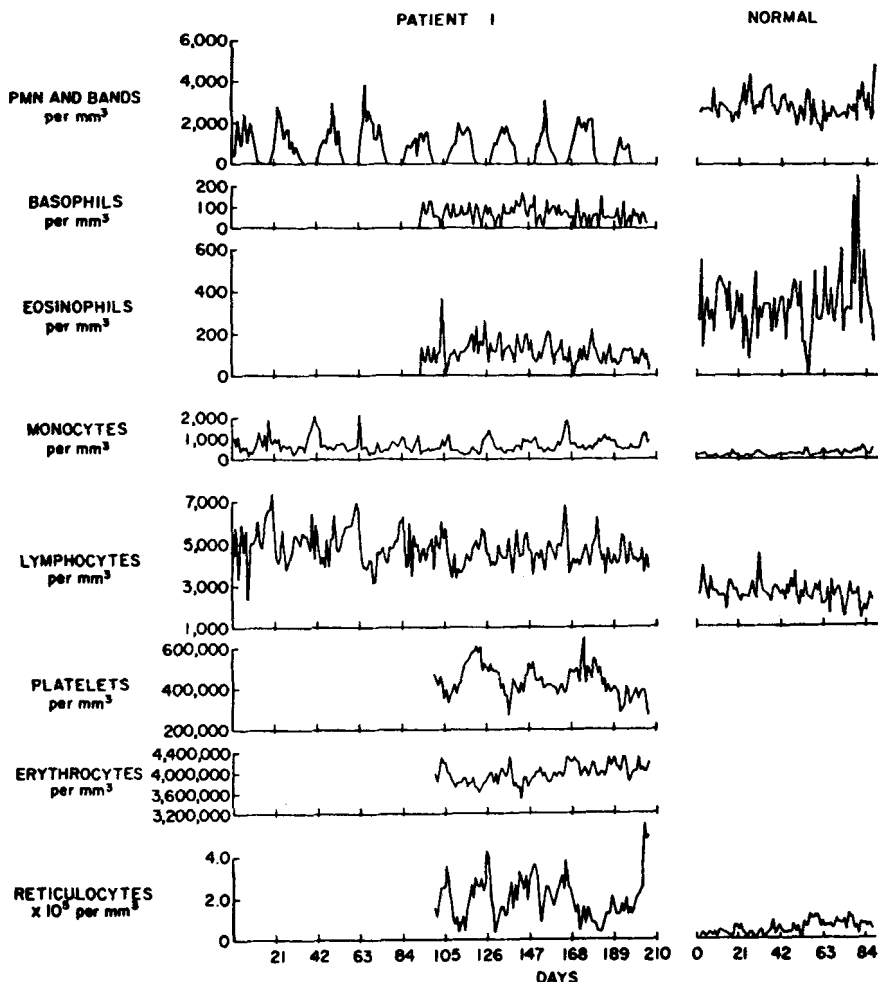 PATIENT I NORMAL
6,000
4,000
2,000
0
PMN AND BANDS
per mm³
200
100
0
BASOPHILS
per mm³
600
400
200
0
EOSINOPHILS
per mm³
2,000
1,000
0
MONOCYTES
per mm³
7,000
5,000
3,000
1,000
LYMPHOCYTES
per mm³
600,000
400,000
200,000
PLATELETS
per mm³
4,400,000
4,000,000
3,600,000
3,200,000
ERYTHROCYTES
per mm³
4.0
2.0
0
RETICULOCYTES
x 10⁵ per mm³
21 42 63 84 105 126 147 168 189 210 0 21 42 63 84
DAYS